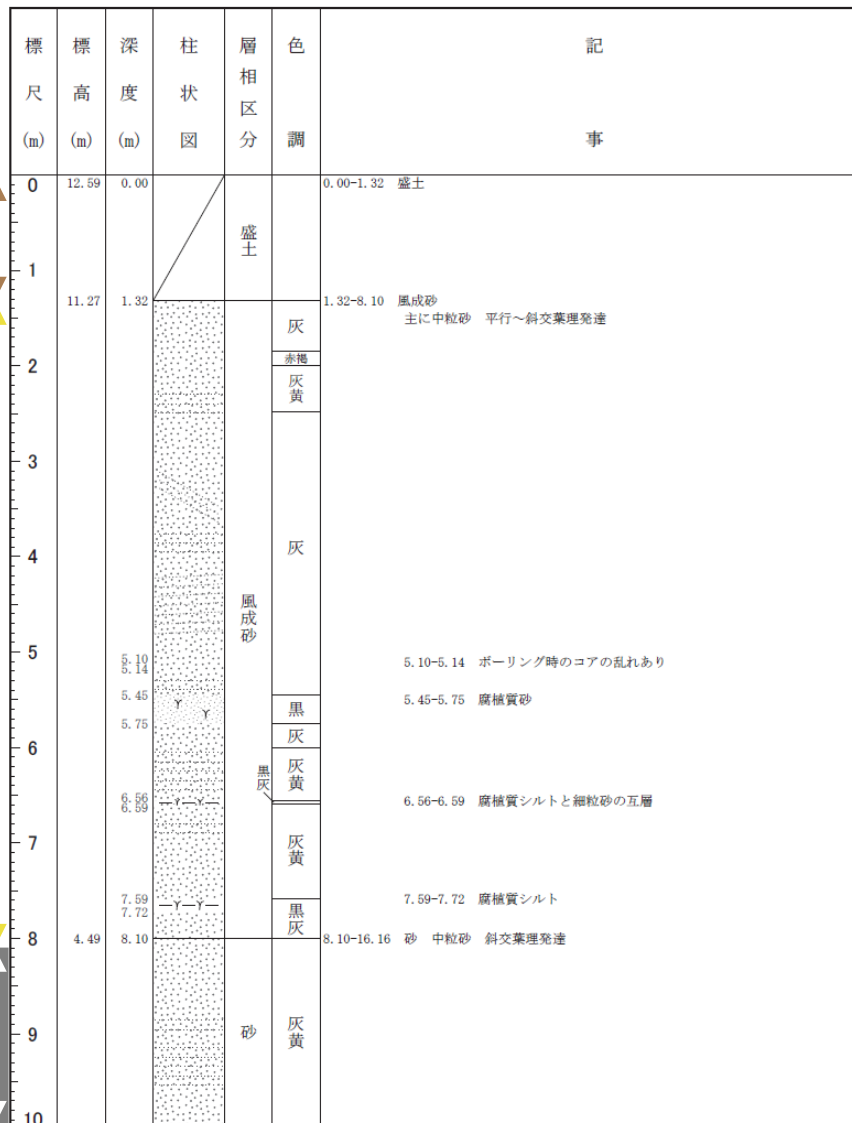 標尺(m)
標高(m)
深度(m)
柱状図
層相区分
色調
記事
0 12.59 0.00 0.00-1.32 盛土
盛土
1
11.27 1.32 1.32-8.10 風成砂
主に中粒砂 平行～斜交葉理発達
灰
赤褐
2
灰黄
3
灰
4
風成砂
5
5.10 5.10-5.14 ボーリング時のコアの乱れあり
5.14
5.45 5.45-5.75 腐植質砂
黒
5.75
灰
6
灰黄
黒灰
6.56 6.56-6.59 腐植質シルトと細粒砂の互層
6.59
7
灰黄
7.59 7.59-7.72 腐植質シルト
7.72
黒灰
8 4.49 8.10 8.10-16.16 砂 中粒砂 斜交葉理発達
9
砂
灰黄
10